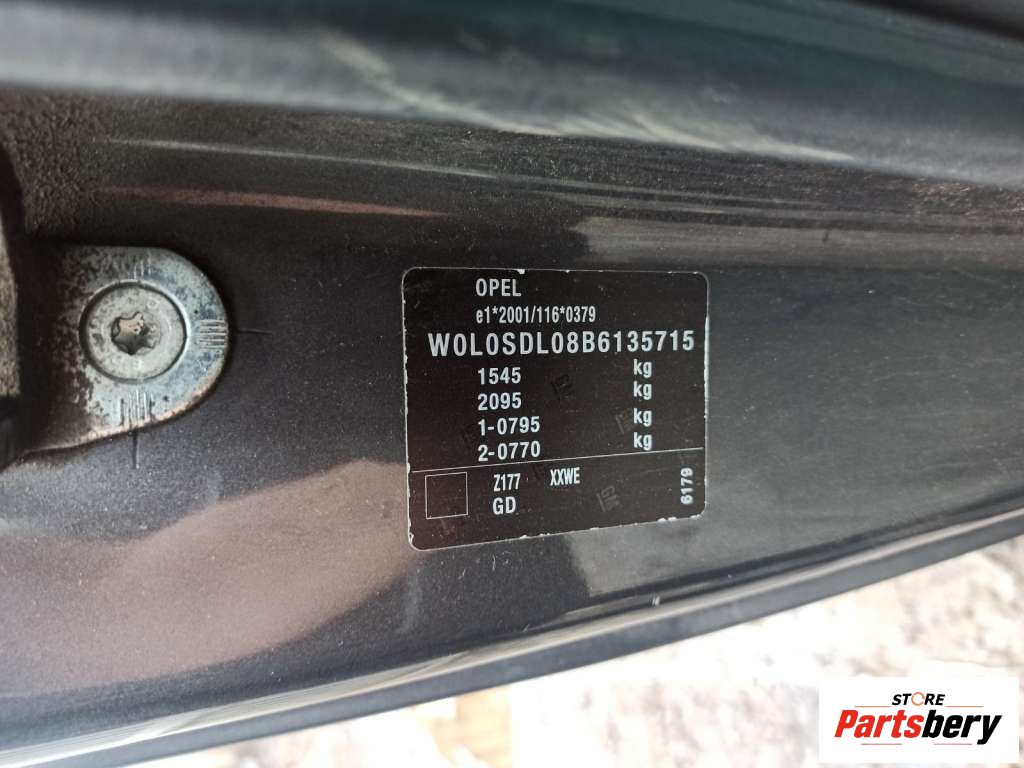 OPEL
e1*2001/116*0379
W0L0SDL08B6135715
1545 kg
2095 kg
1-0795 kg
2-0770 kg
Z177 XXWE
GD
6179
STORE
Partsbery